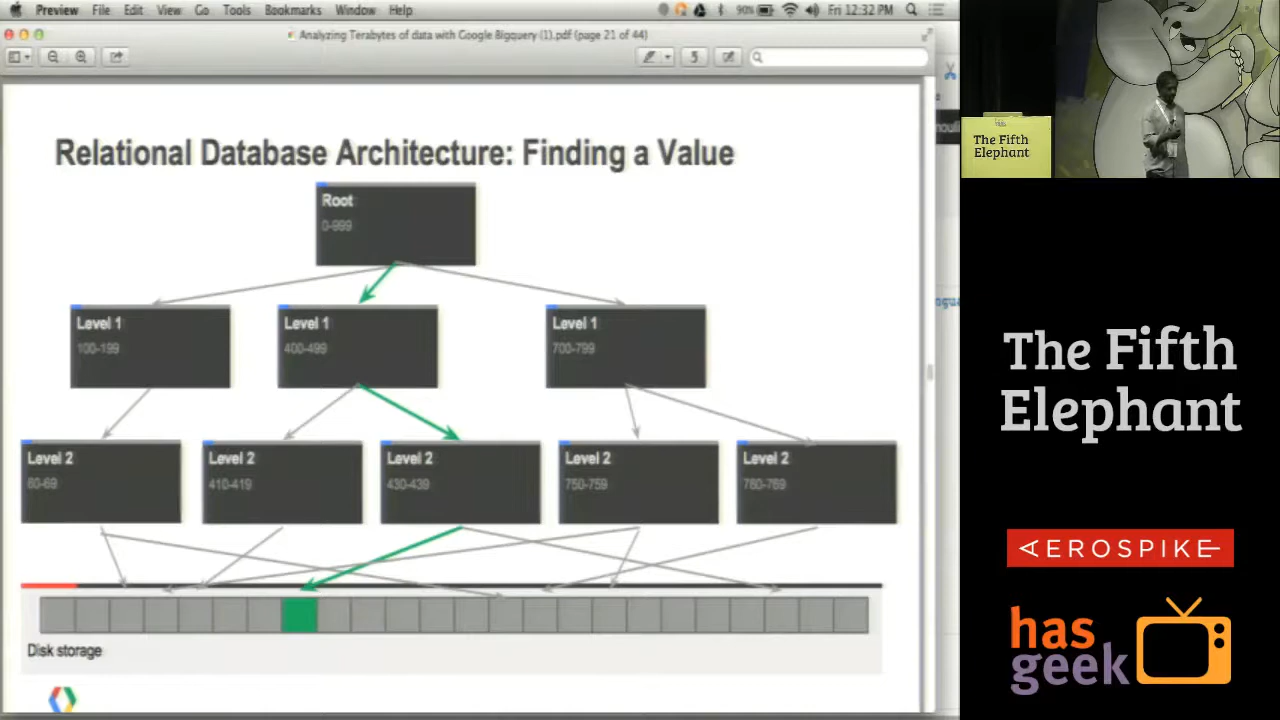 Preview File Edit View Go Tools Bookmarks Window Help
90% Fri 12:32 PM
Analyzing Terabytes of data with Google Bigquery (1).pdf (page 21 of 44)
Relational Database Architecture: Finding a Value
Root
0-999
Level 1
100-199
Level 1
400-499
Level 1
700-799
Level 2
60-69
Level 2
410-419
Level 2
430-439
Level 2
750-759
Level 2
780-789
Disk storage
The Fifth
Elephant
The Fifth
Elephant
AEROSPIKE
has
geek